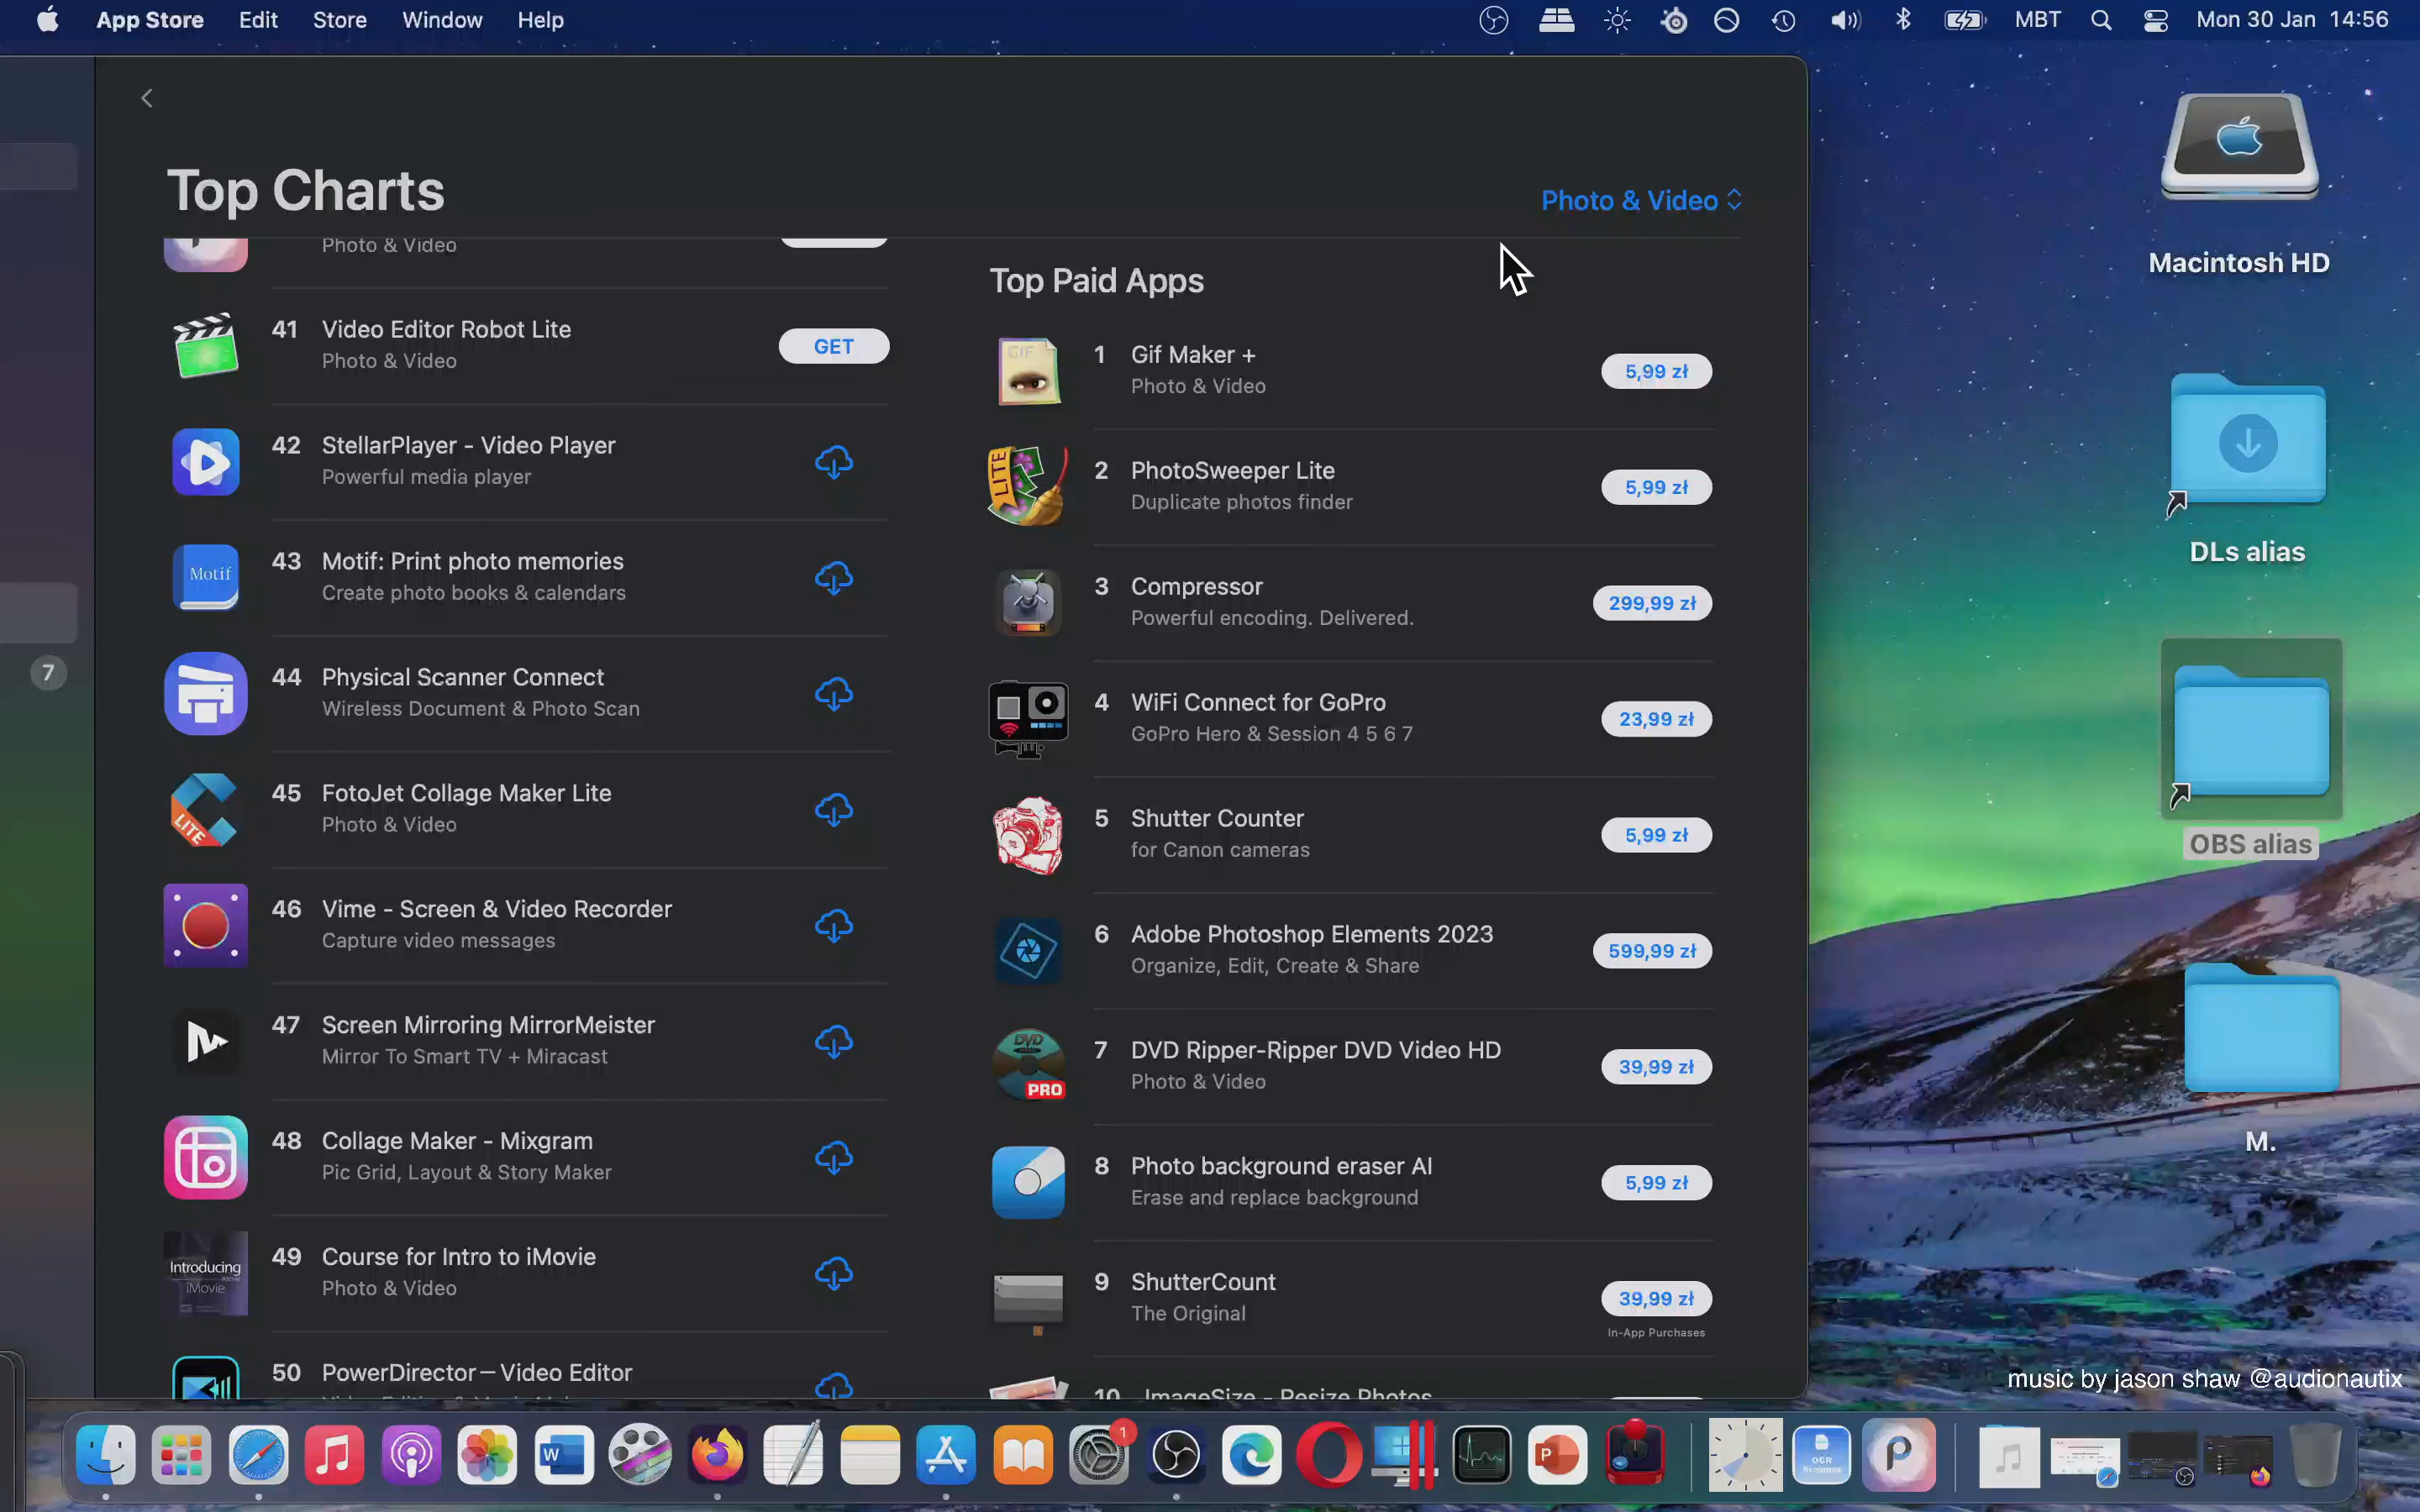 App Store Edit Store Window Help
MBT Mon 30 Jan 14:56
Top Charts
Photo & Video
Photo & Video
41 Video Editor Robot Lite
Photo & Video
GET
42 StellarPlayer - Video Player
Powerful media player
43 Motif: Print photo memories
Create photo books & calendars
Motif
44 Physical Scanner Connect
Wireless Document & Photo Scan
7
45 FotoJet Collage Maker Lite
Photo & Video
LITE
46 Vime - Screen & Video Recorder
Capture video messages
47 Screen Mirroring MirrorMeister
Mirror To Smart TV + Miracast
48 Collage Maker - Mixgram
Pic Grid, Layout & Story Maker
49 Course for Intro to iMovie
Photo & Video
Introducing
iMovie
50 PowerDirector—Video Editor
Top Paid Apps
GIF
1 Gif Maker +
Photo & Video
5,99 zł
LITE
2 PhotoSweeper Lite
Duplicate photos finder
5,99 zł
3 Compressor
Powerful encoding. Delivered.
299,99 zł
4 WiFi Connect for GoPro
GoPro Hero & Session 4 5 6 7
23,99 zł
5 Shutter Counter
for Canon cameras
5,99 zł
6 Adobe Photoshop Elements 2023
Organize, Edit, Create & Share
599,99 zł
DVD
PRO
7 DVD Ripper-Ripper DVD Video HD
Photo & Video
39,99 zł
8 Photo background eraser AI
Erase and replace background
5,99 zł
9 ShutterCount
The Original
39,99 zł
In-App Purchases
10 ImageSize - Resize Photos
Macintosh HD
DLs alias
OBS alias
M.
music by jason shaw @audionautix
W
1
P
OCR
Scanner
P